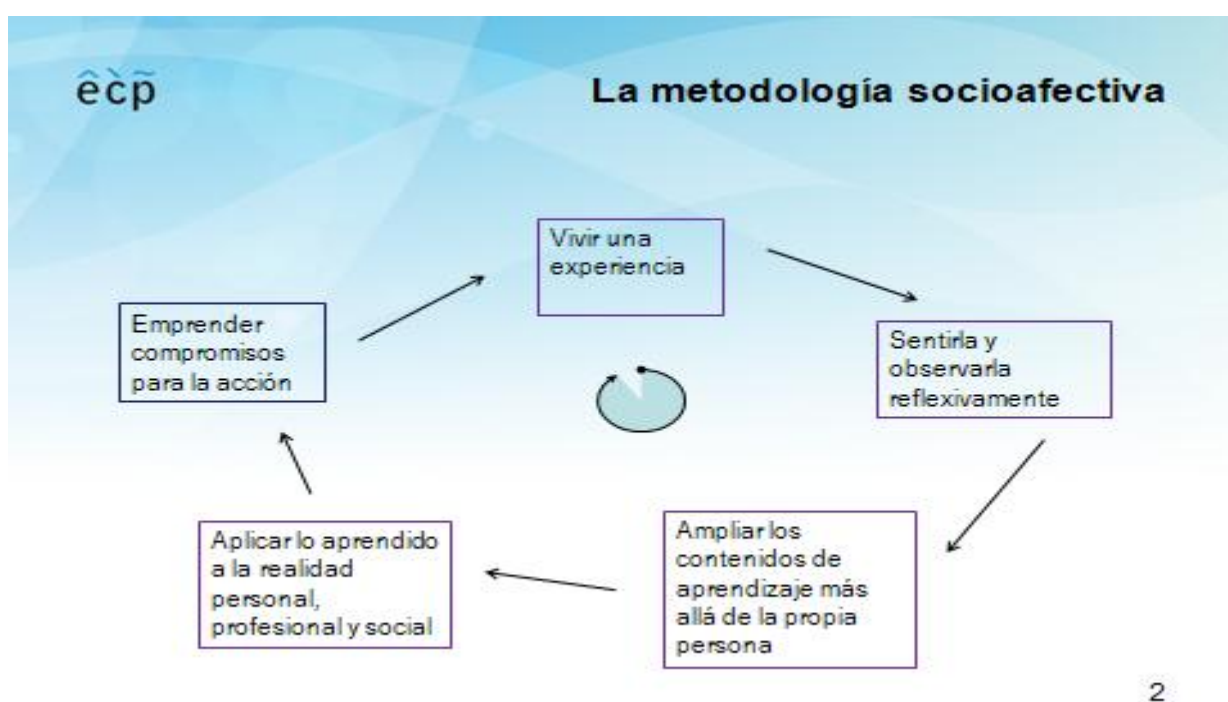 êc̀p̃
La metodología socioafectiva
Vivir una
experiencia
Sentirla y
observarla
reflexivamente
Ampliar los
contenidos de
aprendizaje más
allá de la propia
persona
Aplicar lo aprendido
a la realidad
personal,
profesional y social
Emprender
compromisos
para la acción
2